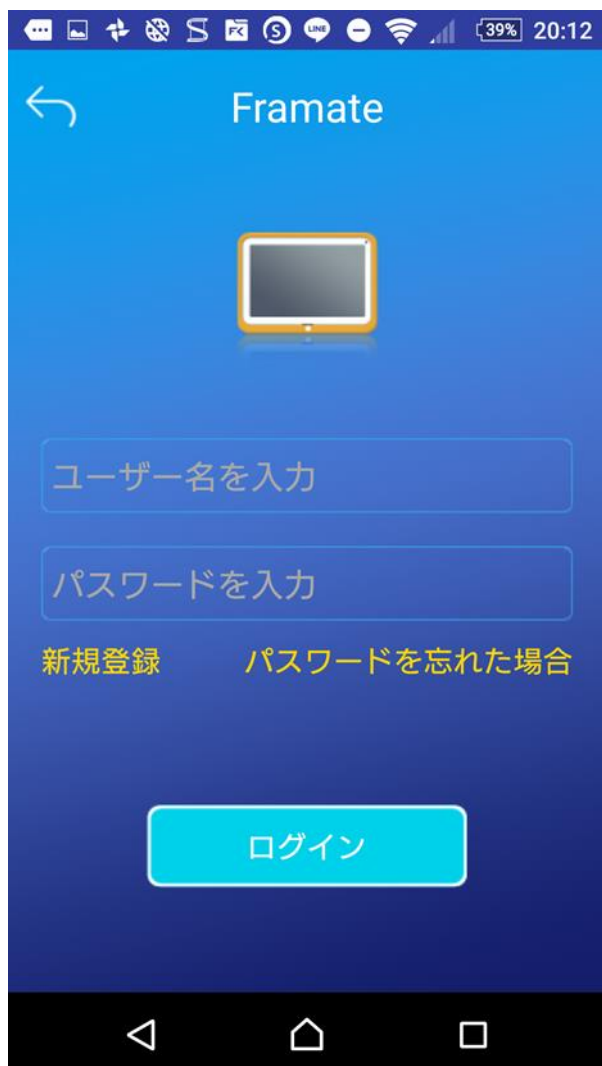 39% 20:12
Framate
ユーザー名を入力
パスワードを入力
新規登録 パスワードを忘れた場合
ログイン